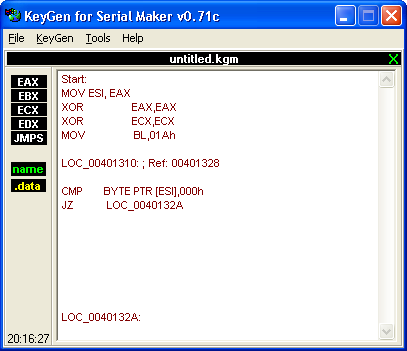 KeyGen for Serial Maker v0.71c
File KeyGen Tools Help
untitled.kgm
EAX
EBX
ECX
EDX
JMPS
name
.data
Start:
MOV ESI, EAX
XOR EAX,EAX
XOR ECX,ECX
MOV BL,01Ah
LOC_00401310: ; Ref: 00401328
CMP BYTE PTR [ESI],000h
JZ LOC_0040132A
LOC_0040132A:
20:16:27